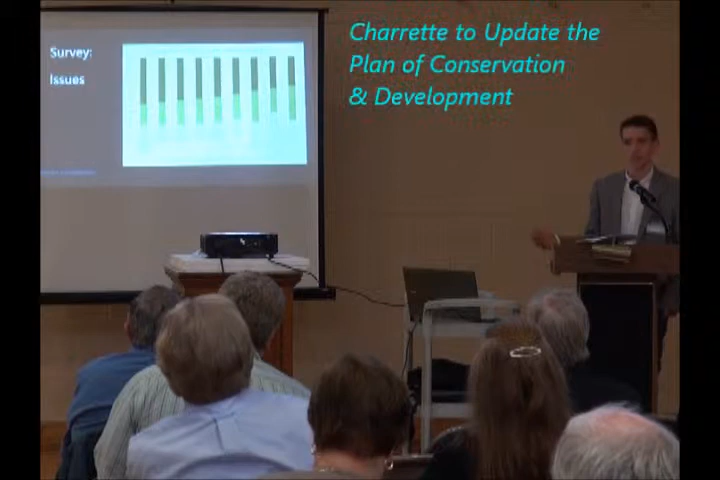 Survey:
Issues
Charrette to Update the
Plan of Conservation
& Development